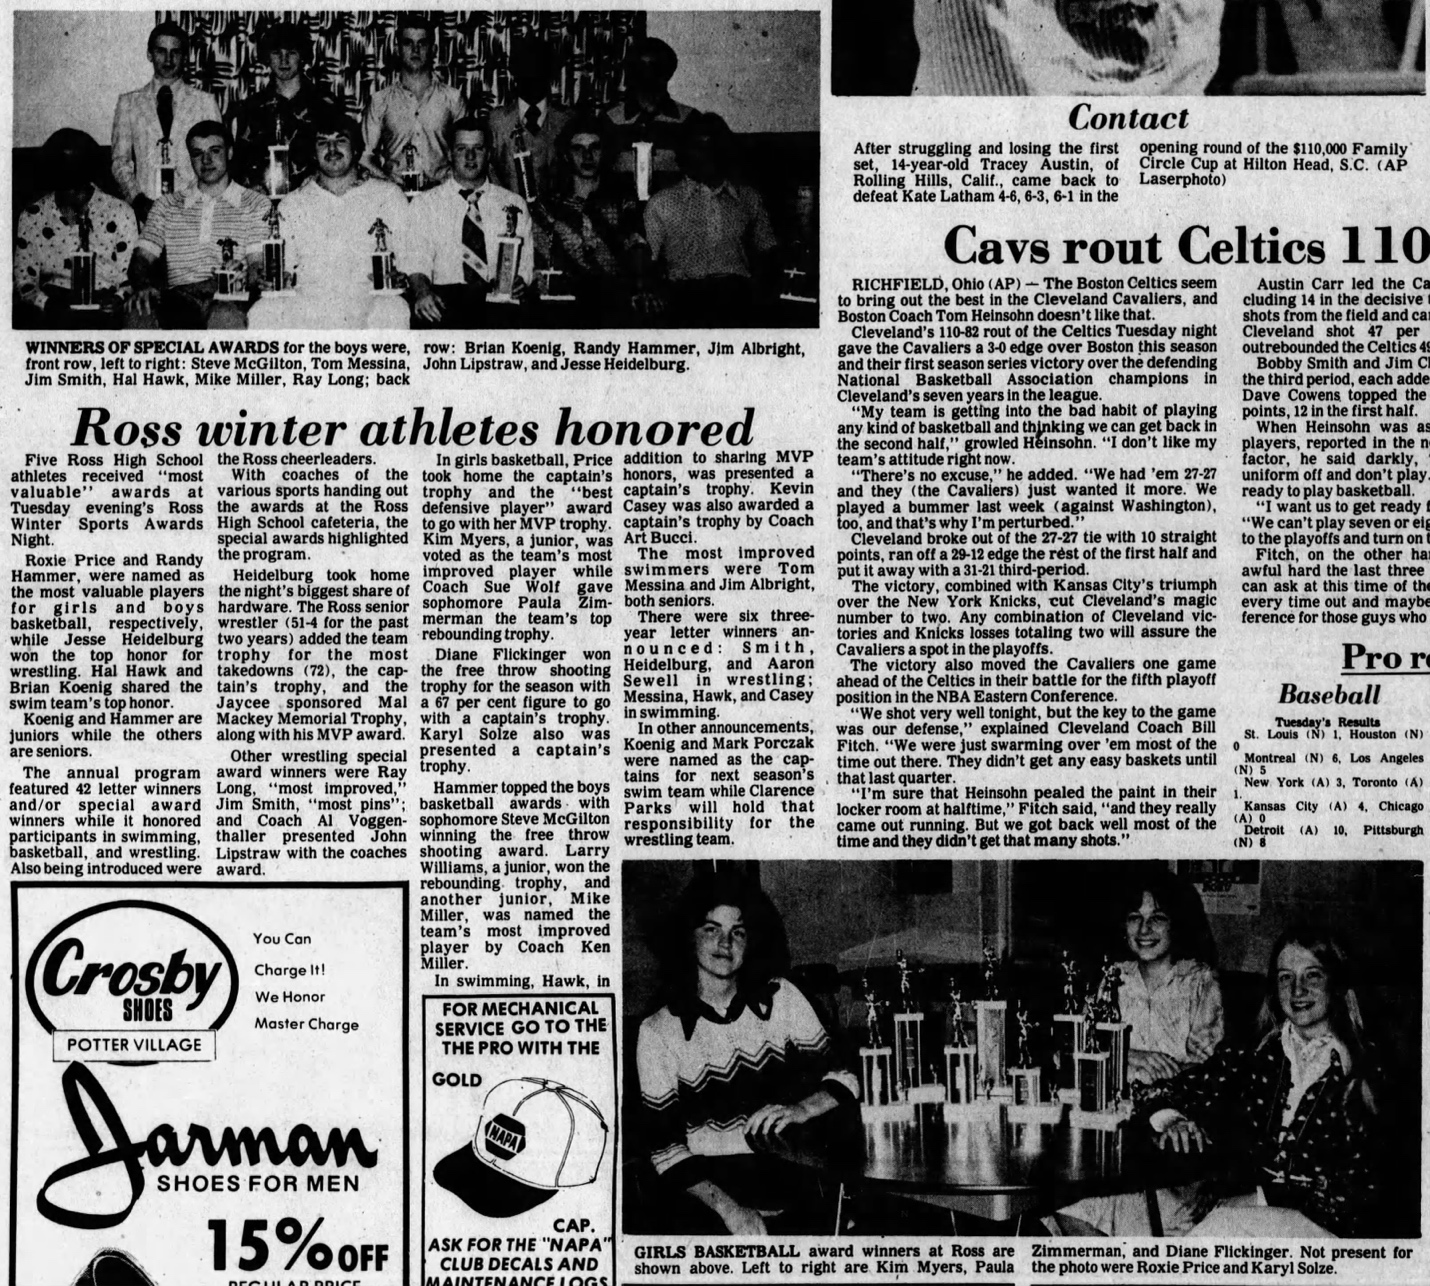 WINNERS OF SPECIAL AWARDS for the boys were,
front row, left to right: Steve McGilton, Tom Messina,
Jim Smith, Hal Hawk, Mike Miller, Ray Long; back
row: Brian Koenig, Randy Hammer, Jim Albright,
John Lipstraw, and Jesse Heidelburg.
Ross winter athletes honored
Five Ross High School
athletes received "most
valuable" awards at
Tuesday evening's Ross
Winter Sports Awards
Night.
Roxie Price and Randy
Hammer, were named as
the most valuable players
for girls and boys
basketball, respectively,
while Jesse Heidelburg
won the top honor for
wrestling. Hal Hawk and
Brian Koenig shared the
swim team's top honor.
Koenig and Hammer are
juniors while the others
are seniors.
The annual program
featured 42 letter winners
and/or special award
winners while it honored
participants in swimming,
basketball, and wrestling.
Also being introduced were
the Ross cheerleaders.
With coaches of the
various sports handing out
the awards at the Ross
High School cafeteria, the
special awards highlighted
the program.
Heidelburg took home
the night's biggest share of
hardware. The Ross senior
wrestler (51-4 for the past
two years) added the team
trophy for the most
takedowns (72), the cap-
tain's trophy, and the
Jaycee sponsored Mal
Mackey Memorial Trophy,
along with his MVP award.
Other wrestling special
award winners were Ray
Long, "most improved,"
Jim Smith, "most pins";
and Coach Al Voggen-
thaller presented John
Lipstraw with the coaches
award.
In girls basketball, Price
took home the captain's
trophy and the "best
defensive player" award
to go with her MVP trophy.
Kim Myers, a junior, was
voted as the team's most
improved player while
Coach Sue Wolf gave
sophomore Paula Zim-
merman the team's top
rebounding trophy.
Diane Flickinger won
the free throw shooting
trophy for the season with
a 67 per cent figure to go
with a captain's trophy.
Karyl Solze also was
presented a captain's
trophy.
Hammer topped the boys
basketball awards with
sophomore Steve McGilton
winning the free throw
shooting award. Larry
Williams, a junior, won the
rebounding trophy, and
another junior, Mike
Miller, was named the
team's most improved
player by Coach Ken
Miller.
In swimming, Hawk, in
addition to sharing MVP
honors, was presented a
captain's trophy. Kevin
Casey was also awarded a
captain's trophy by Coach
Art Bucci.
The most improved
swimmers were Tom
Messina and Jim Albright,
both seniors.
There were six three-
year letter winners an-
nounced: Smith,
Heidelburg, and Aaron
Sewell in wrestling;
Messina, Hawk, and Casey
in swimming.
In other announcements,
Koenig and Mark Porczak
were named as the cap-
tains for next season's
swim team while Clarence
Parks will hold that
responsibility for the
wrestling team.
Contact
After struggling and losing the first
set, 14-year-old Tracey Austin, of
Rolling Hills, Calif., came back to
defeat Kate Latham 4-6, 6-3, 6-1 in the
opening round of the $110,000 Family
Circle Cup at Hilton Head, S.C. (AP
Laserphoto)
Cavs rout Celtics 110
RICHFIELD, Ohio (AP) — The Boston Celtics seem
to bring out the best in the Cleveland Cavaliers, and
Boston Coach Tom Heinsohn doesn't like that.
Cleveland's 110-82 rout of the Celtics Tuesday night
gave the Cavaliers a 3-0 edge over Boston this season
and their first season series victory over the defending
National Basketball Association champions in
Cleveland's seven years in the league.
"My team is getting into the bad habit of playing
any kind of basketball and thinking we can get back in
the second half," growled Heinsohn. "I don't like my
team's attitude right now.
"There's no excuse," he added. "We had 'em 27-27
and they (the Cavaliers) just wanted it more. We
played a bummer last week (against Washington),
too, and that's why I'm perturbed."
Cleveland broke out of the 27-27 tie with 10 straight
points, ran off a 29-12 edge the rest of the first half and
put it away with a 31-21 third-period.
The victory, combined with Kansas City's triumph
over the New York Knicks, cut Cleveland's magic
number to two. Any combination of Cleveland vic-
tories and Knicks losses totaling two will assure the
Cavaliers a spot in the playoffs.
The victory also moved the Cavaliers one game
ahead of the Celtics in their battle for the fifth playoff
position in the NBA Eastern Conference.
"We shot very well tonight, but the key to the game
was our defense," explained Cleveland Coach Bill
Fitch. "We were just swarming over 'em most of the
time out there. They didn't get any easy baskets until
that last quarter.
"I'm sure that Heinsohn pealed the paint in their
locker room at halftime," Fitch said, "and they really
came out running. But we got back well most of the
time and they didn't get that many shots."
Austin Carr led the Ca
cluding 14 in the decisive
shots from the field and ca
Cleveland shot 47 per
outrebounded the Celtics 4
Bobby Smith and Jim C
the third period, each adde
Dave Cowens topped the
points, 12 in the first half.
When Heinsohn was as
players, reported in the n
factor, he said darkly,
uniform off and don't play.
ready to play basketball.
"I want us to get ready
"We can't play seven or eig
to the playoffs and turn on
Fitch, on the other ha
awful hard the last three
can ask at this time of the
every time out and maybe
ference for those guys who
Pro r
Baseball
Tuesday's Results
St. Louis (N) 1, Houston (N)
0
Montreal (N) 6, Los Angeles
(N) 5
New York (A) 3, Toronto (A)
1.
Kansas City (A) 4, Chicago
(A) 0
Detroit (A) 10, Pittsburgh
(N) 8
Crosby
SHOES
POTTER VILLAGE
You Can
Charge It!
We Honor
Master Charge
Jarman
SHOES FOR MEN
15% OFF
REGULAR PRICE
FOR MECHANICAL
SERVICE GO TO THE
THE PRO WITH THE
GOLD
NAPA
CAP.
ASK FOR THE "NAPA"
CLUB DECALS AND
MAINTENANCE LOGS
GIRLS BASKETBALL award winners at Ross are
shown above. Left to right are Kim Myers, Paula
Zimmerman, and Diane Flickinger. Not present for
the photo were Roxie Price and Karyl Solze.